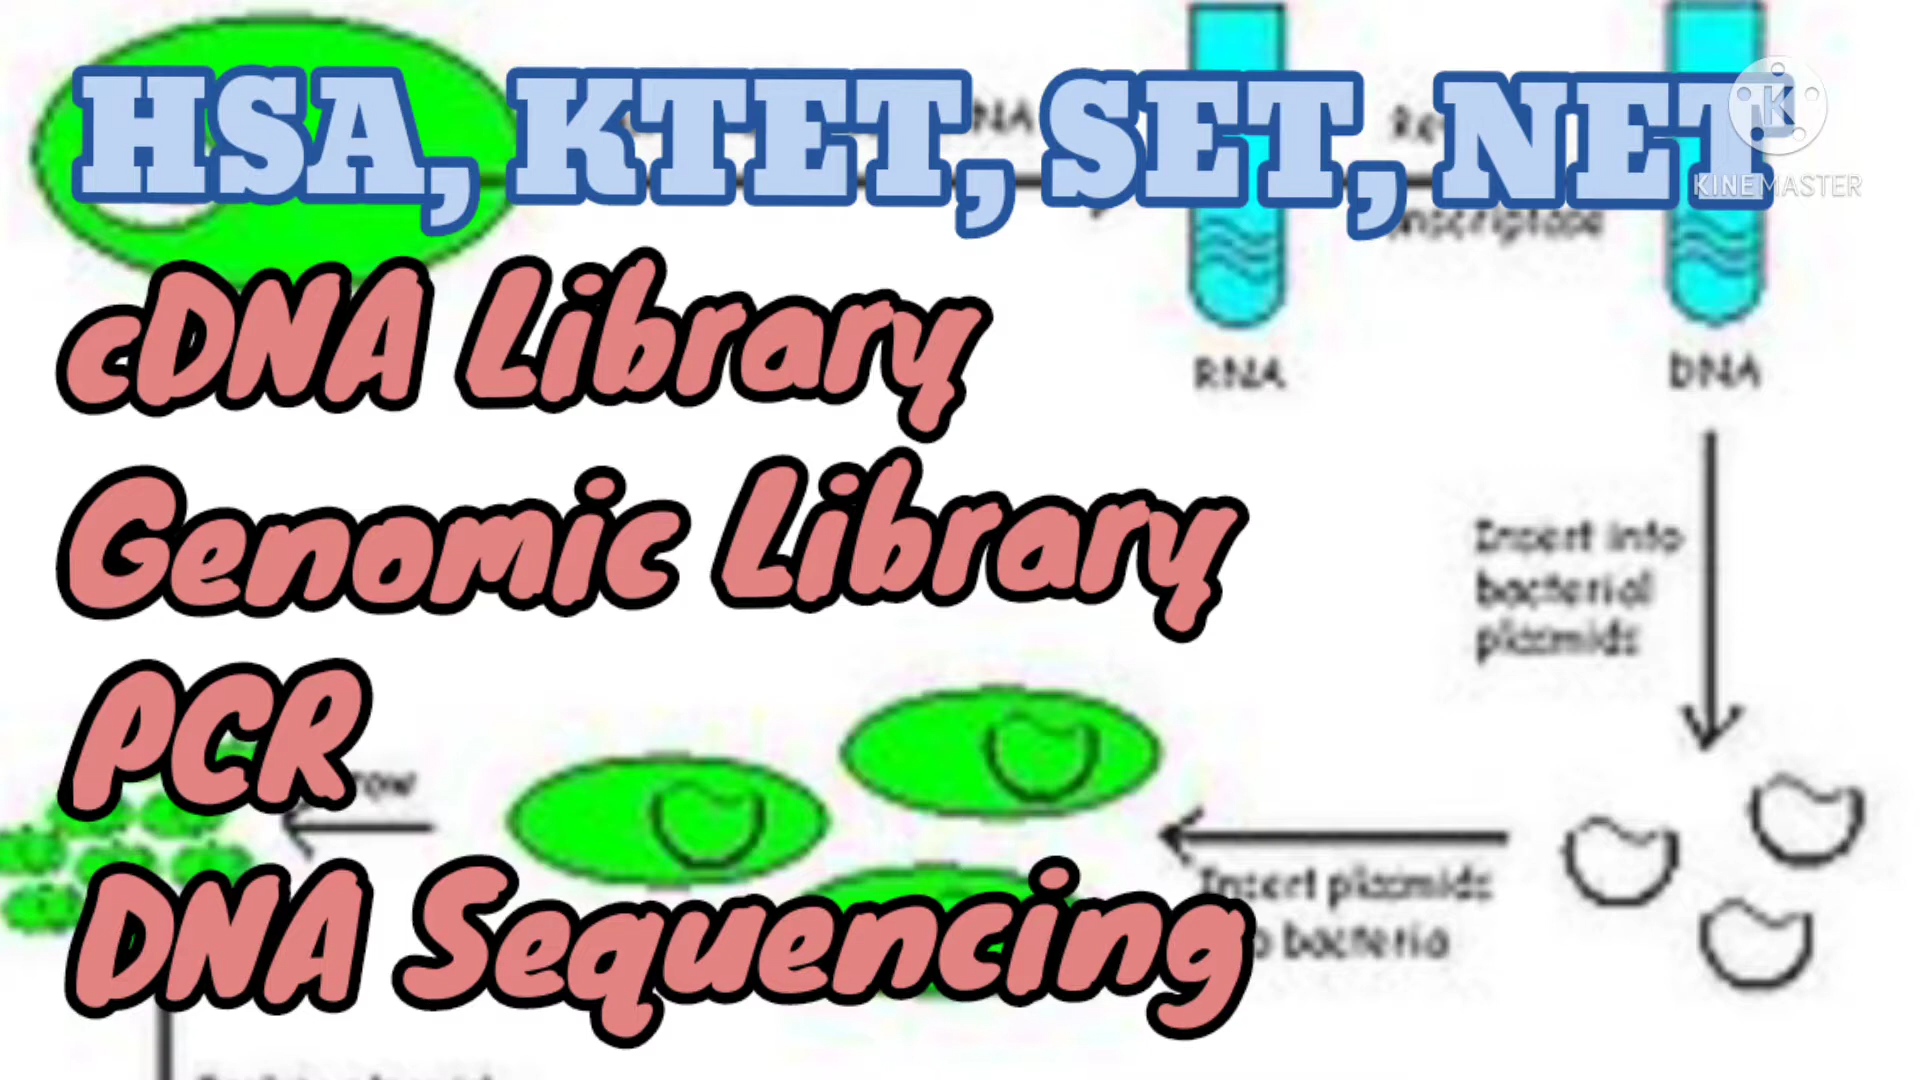 HSA, KTET, SET, NET
KINEMASTER
cDNA Library
RNA
DNA
Genomic Library
Insert into
bacterial
plasmids
PCR
DNA Sequencing
Insert plasmids
bacteria